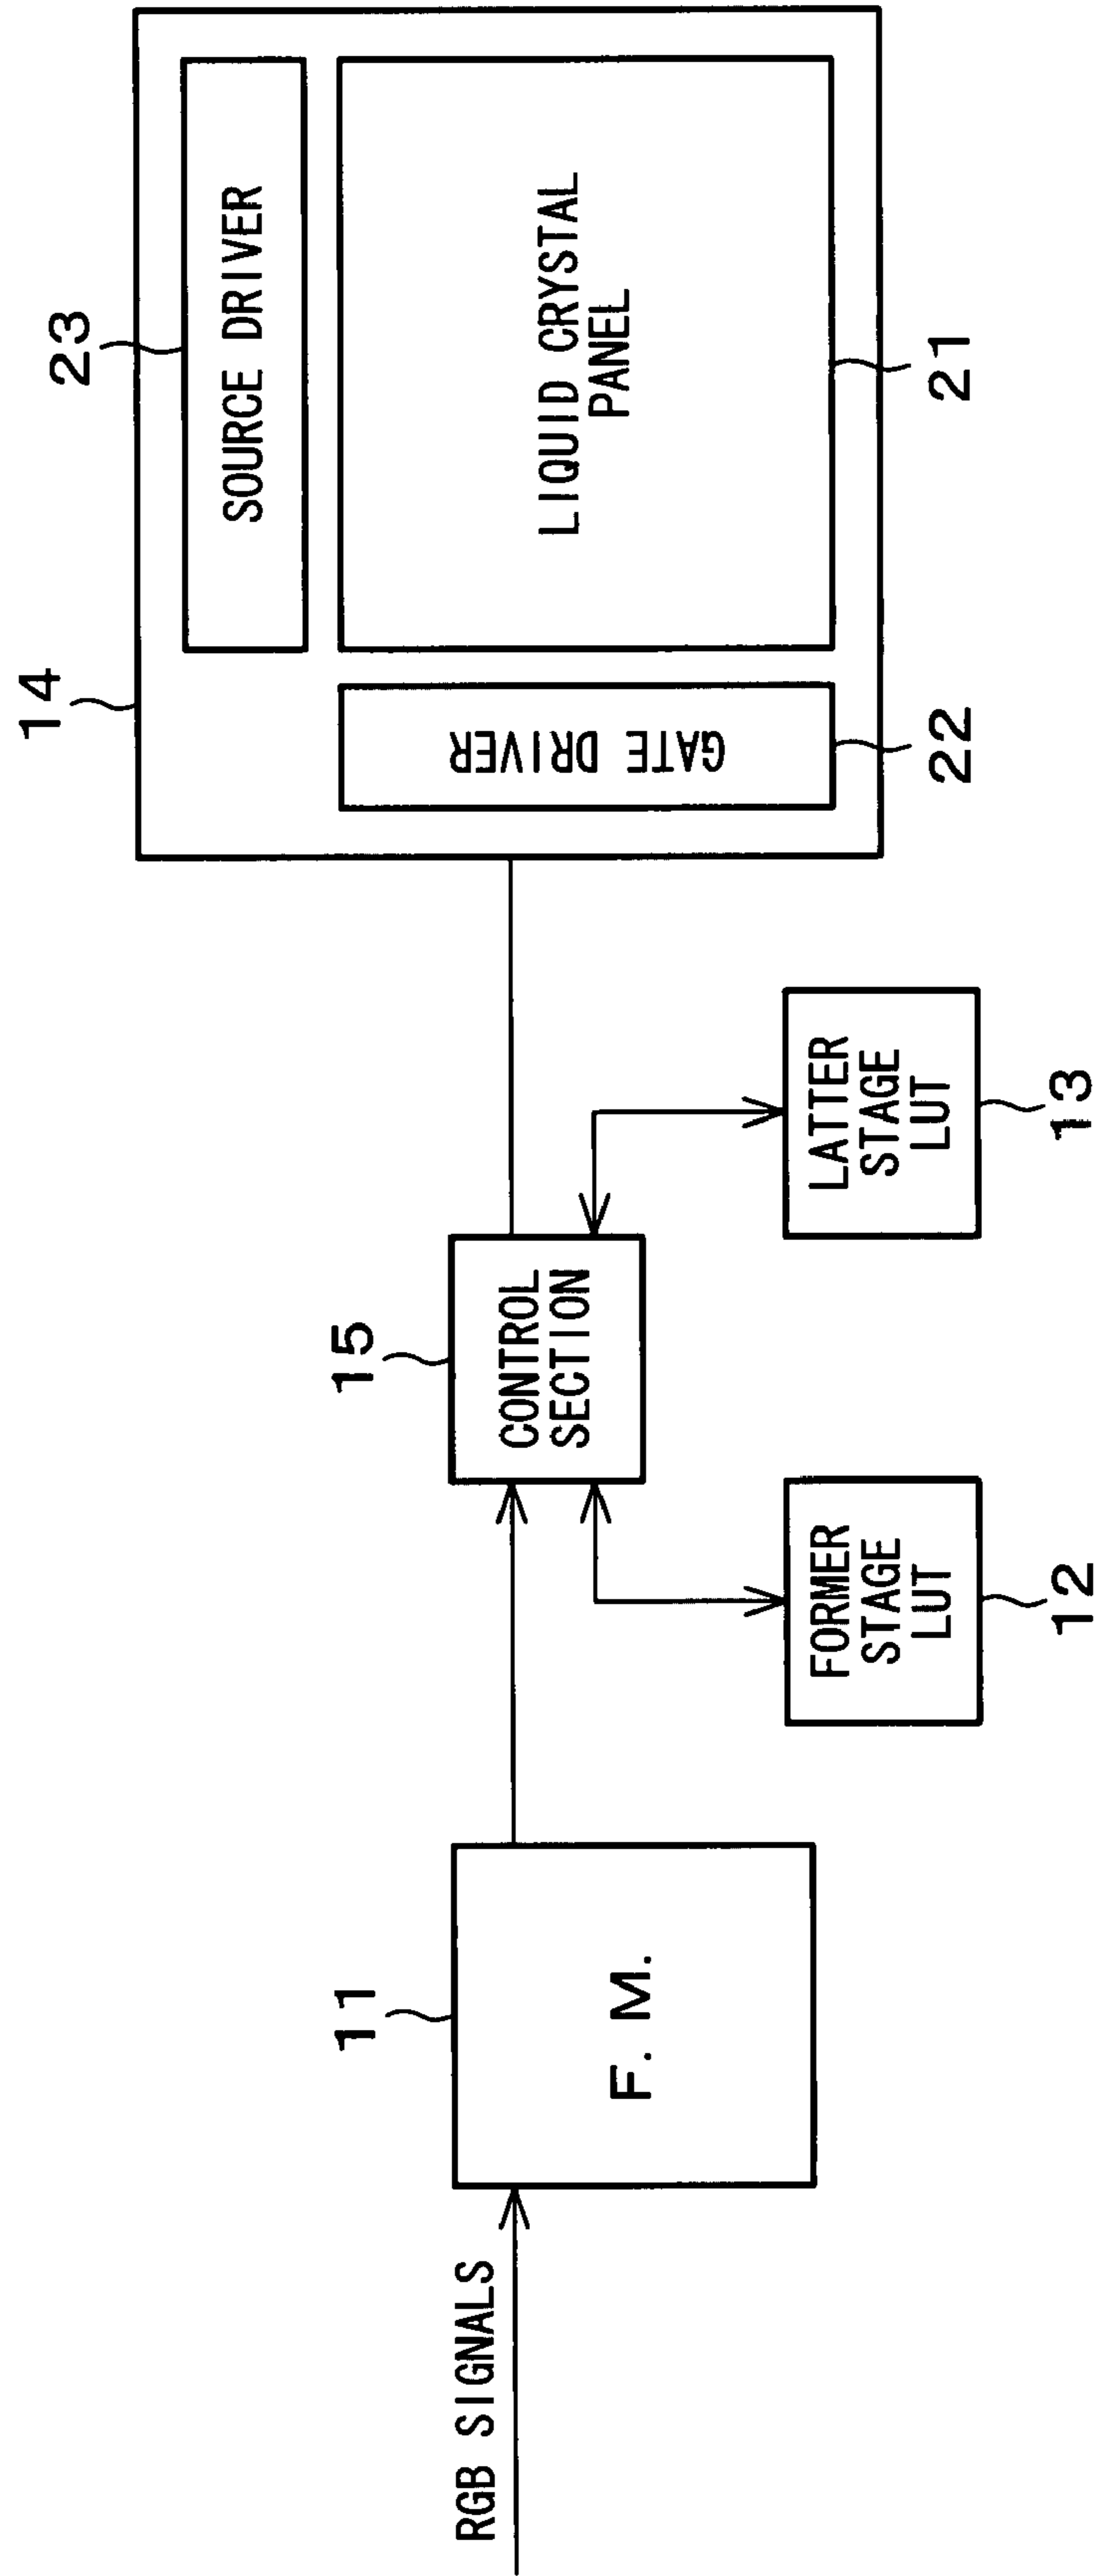 14
23
SOURCE DRIVER
LIQUID CRYSTAL
PANEL
GATE DRIVER
22
21
15
CONTROL
SECTION
11
F. M.
RGB SIGNALS
FORMER
STAGE
LUT
12
LATTER
STAGE
LUT
13